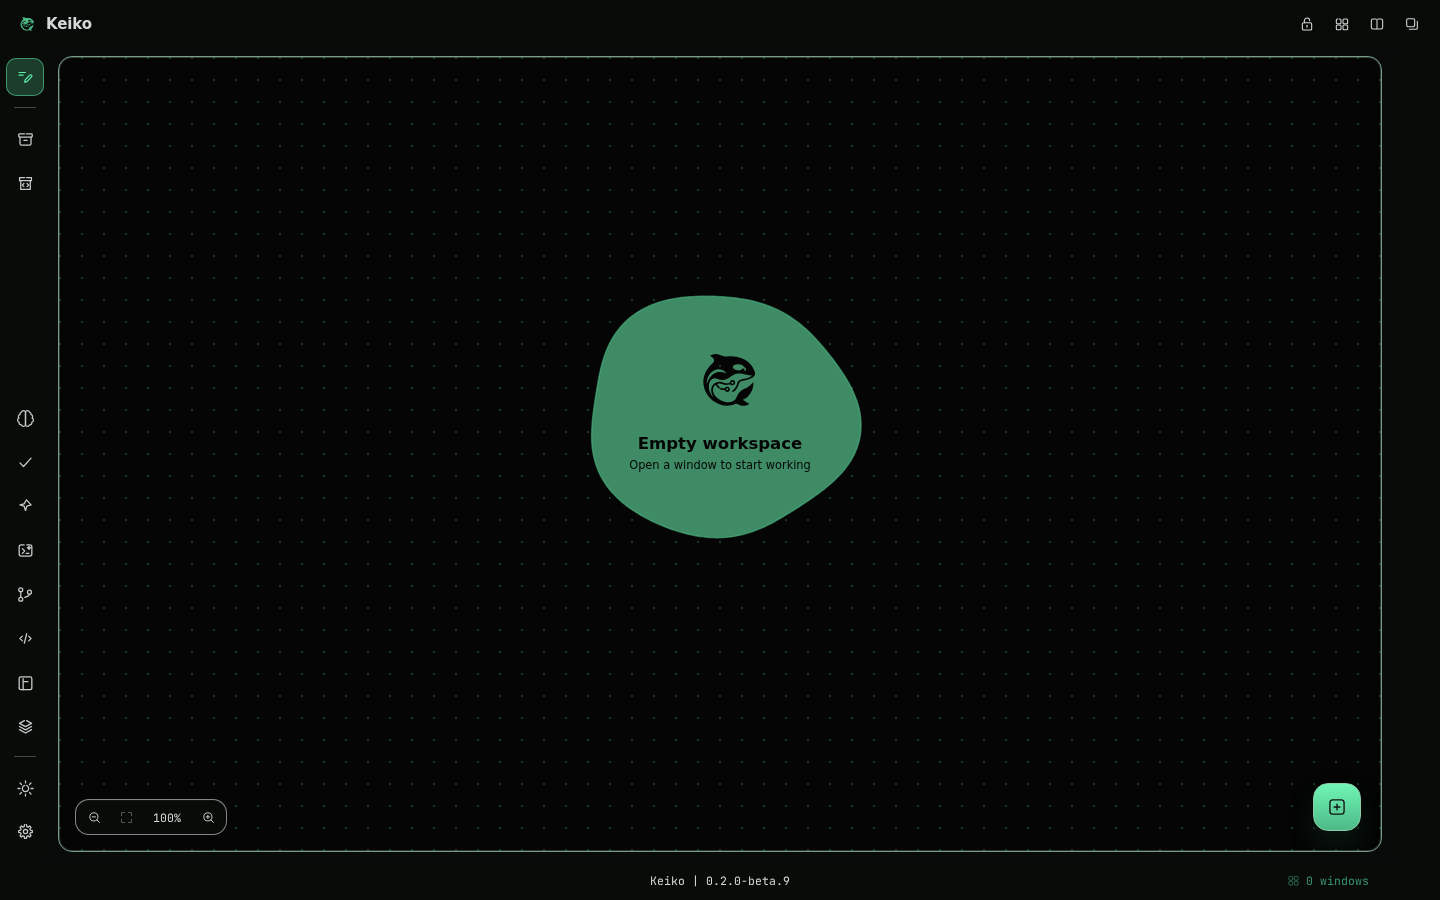 Keiko
Empty workspace
Open a window to start working
100%
Keiko | 0.2.0-beta.9
0 windows